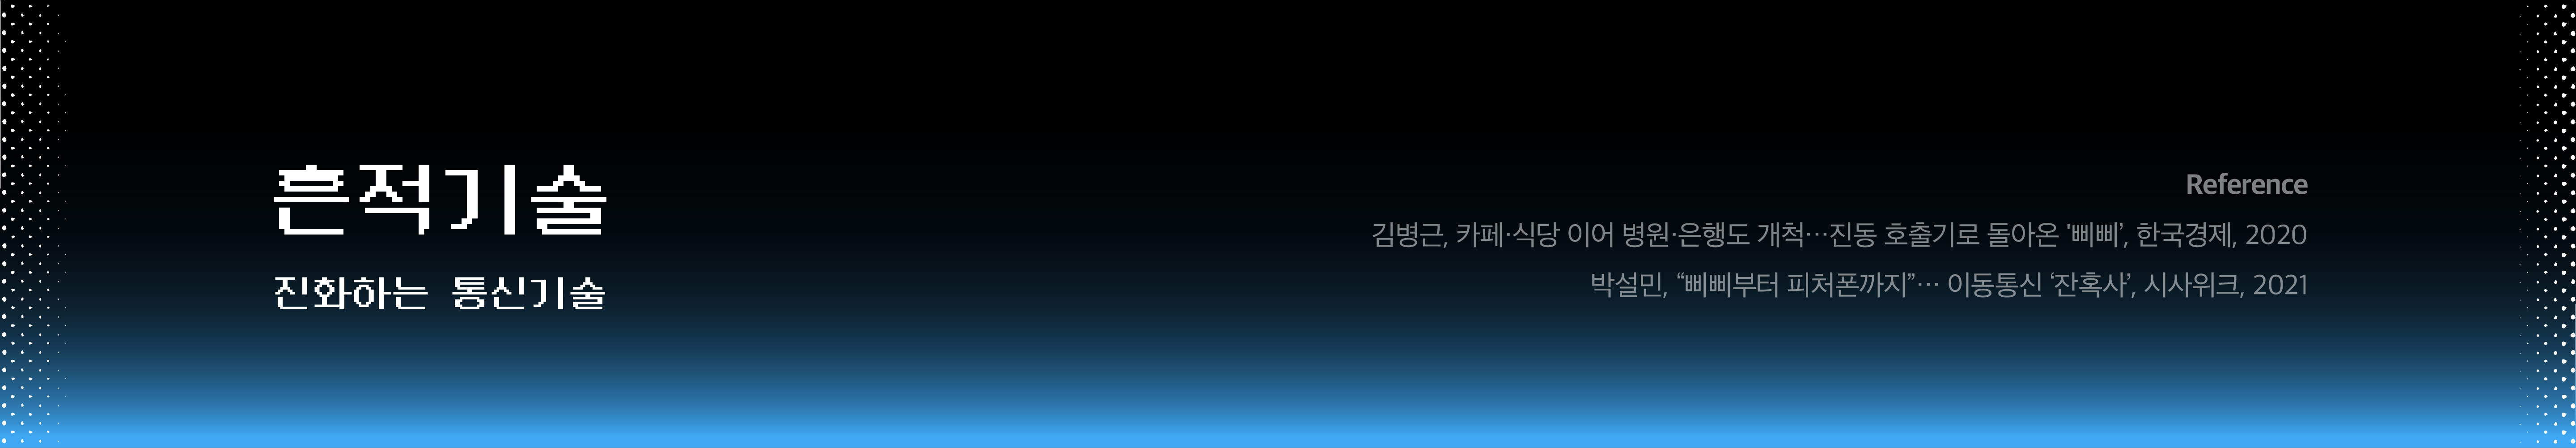 흔적기술
진화하는 통신기술
Reference
김병근, 카페·식당 이어 병원·은행도 개척…진동 호출기로 돌아온 '삐삐’, 한국경제, 2020
박설민, “삐삐부터 피처폰까지”… 이동통신 ‘잔혹사’, 시사위크, 2021